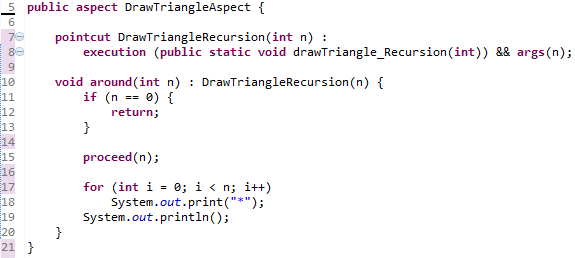 5 public aspect DrawTriangleAspect {
6
7 pointcut DrawTriangleRecursion(int n) :
8 execution (public static void drawTriangle_Recursion(int)) && args(n);
9
10 void around(int n) : DrawTriangleRecursion(n) {
11 if (n == 0) {
12 return;
13 }
14
15 proceed(n);
16
17 for (int i = 0; i < n; i++)
18 System.out.print("*");
19 System.out.println();
20 }
21 }